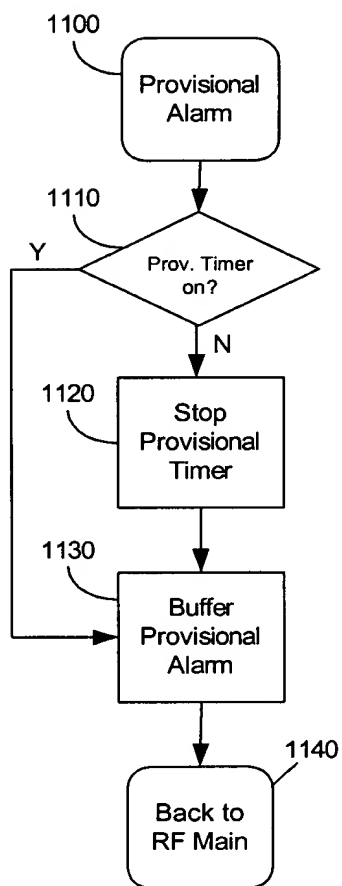 1100
Provisional
Alarm
1110
Y
Prov. Timer
on?
N
1120
Stop
Provisional
Timer
1130
Buffer
Provisional
Alarm
1140
Back to
RF Main